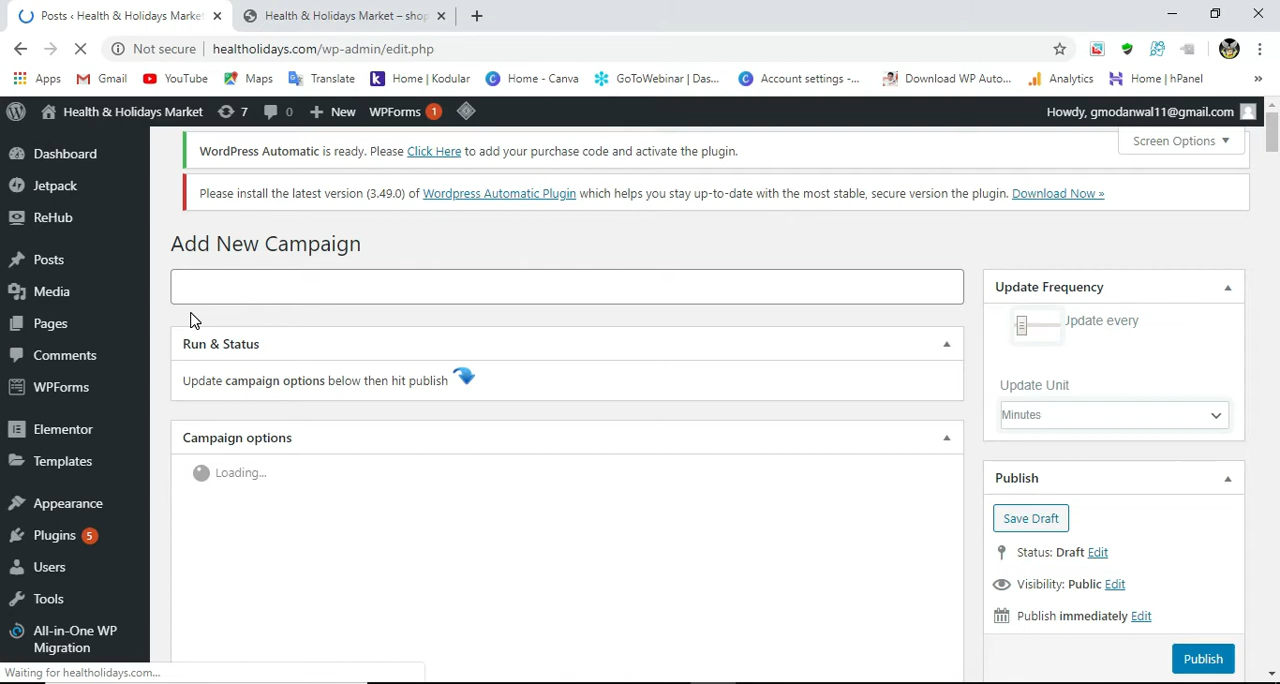 Posts ‹ Health & Holidays Market
Health & Holidays Market – shop
Not secure healtholidays.com/wp-admin/edit.php
Apps Gmail YouTube Maps Translate Home | Kodular Home - Canva GoToWebinar | Das... Account settings -... Download WP Auto... Analytics Home | hPanel »
Health & Holidays Market 7 0 New WPForms 1 Howdy, gmodanwal11@gmail.com
Dashboard
Jetpack
ReHub
Posts
Media
Pages
Comments
WPForms
Elementor
Templates
Appearance
Plugins 5
Users
Tools
All-in-One WP
Migration
Screen Options
WordPress Automatic is ready. Please Click Here to add your purchase code and activate the plugin.
Please install the latest version (3.49.0) of Wordpress Automatic Plugin which helps you stay up-to-date with the most stable, secure version the plugin. Download Now »
Add New Campaign
Run & Status
Update campaign options below then hit publish
Campaign options
Loading...
Update Frequency
Update every
Update Unit
Minutes
Publish
Save Draft
Status: Draft Edit
Visibility: Public Edit
Publish immediately Edit
Publish
Waiting for healtholidays.com...